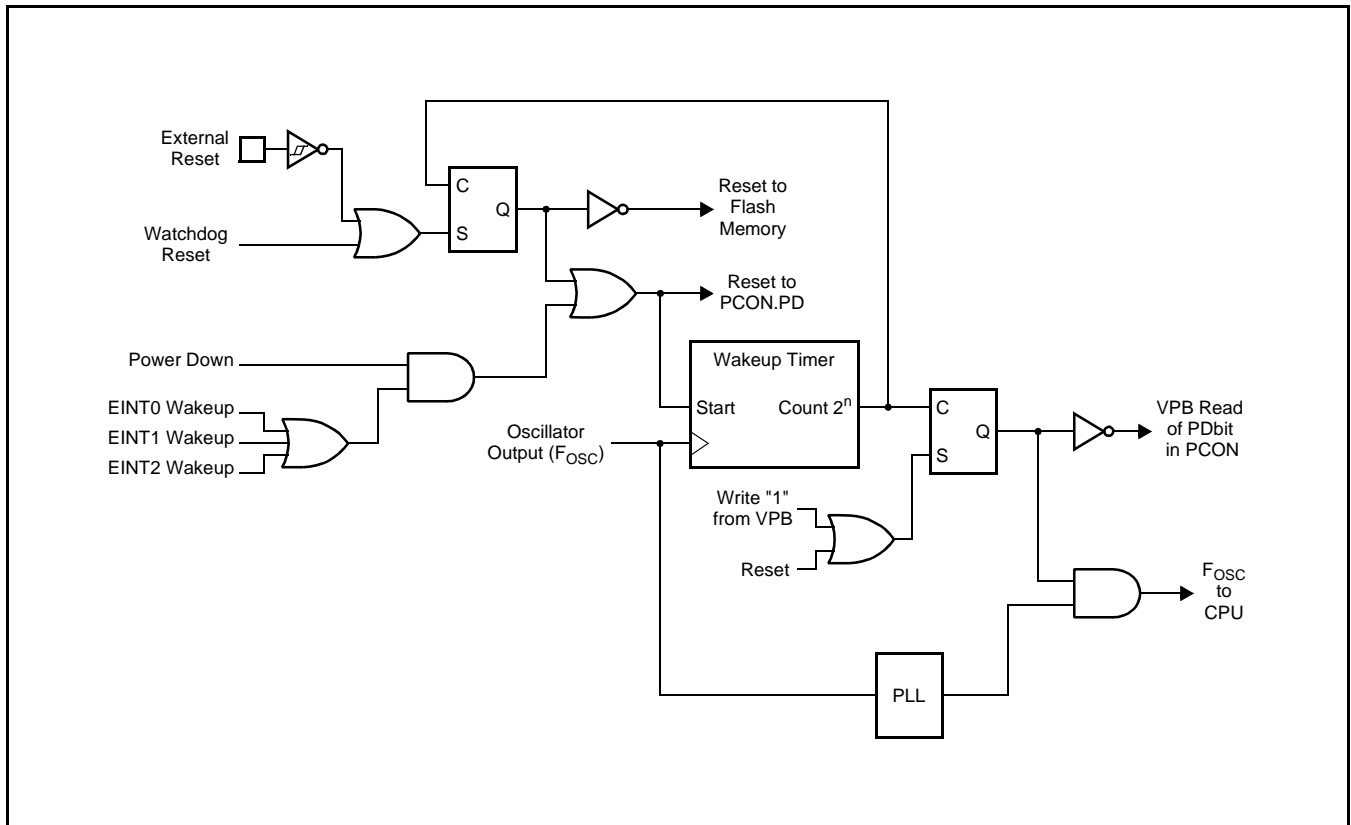 External
Reset
Watchdog
Reset
C
Q
S
Reset to
Flash
Memory
Reset to
PCON.PD
Power Down
EINT0 Wakeup
EINT1 Wakeup
EINT2 Wakeup
Oscillator
Output (FOSC)
Wakeup Timer
Start
Count 2ⁿ
C
Q
S
VPB Read
of PDbit
in PCON
Write "1"
from VPB
Reset
FOSC
to
CPU
PLL